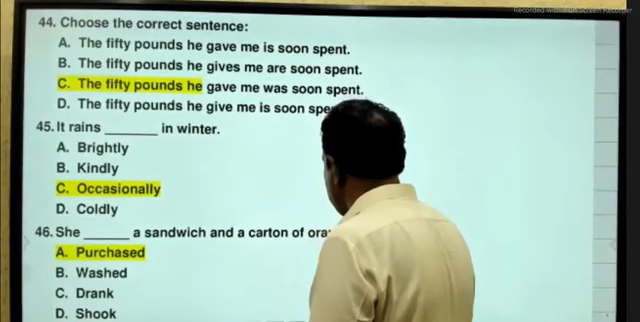 44. Choose the correct sentence:
A. The fifty pounds he gave me is soon spent.
B. The fifty pounds he gives me are soon spent.
C. The fifty pounds he gave me was soon spent.
D. The fifty pounds he give me is soon spe
45. It rains ________ in winter.
A. Brightly
B. Kindly
C. Occasionally
D. Coldly
46. She _______ a sandwich and a carton of ora
A. Purchased
B. Washed
C. Drank
D. Shook